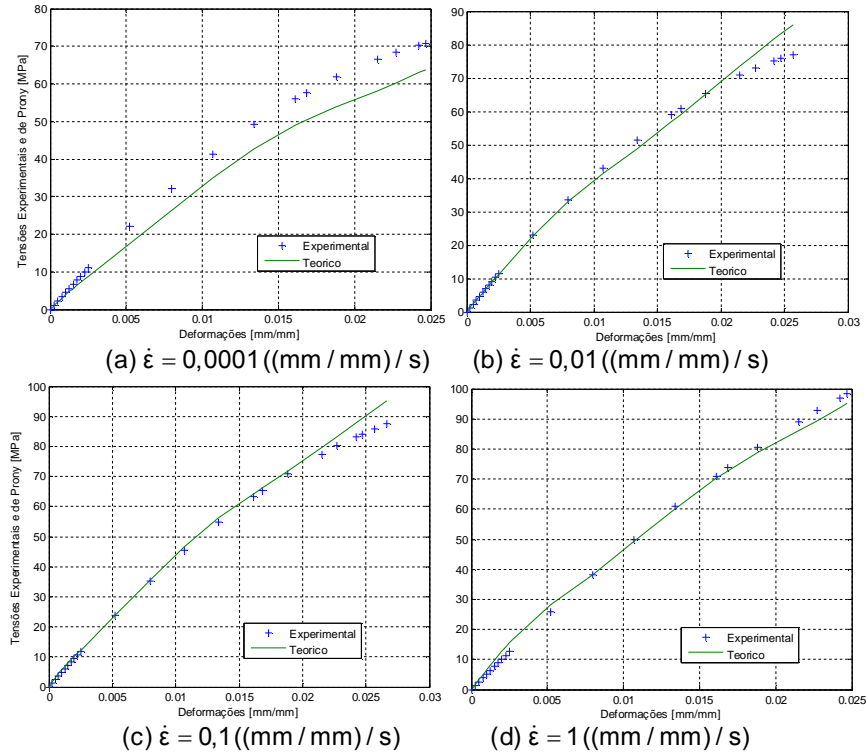 Tensões Experimentais e de Prony [MPa]
80
70
60
50
40
30
20
10
0
Experimental
Teorico
0 0.005 0.01 0.015 0.02 0.025
Deformações [mm/mm]
(a) ε̇ = 0,0001 ((mm / mm) / s)
90
80
70
60
50
40
30
20
10
0
Experimental
Teorico
0 0.005 0.01 0.015 0.02 0.025 0.03
Deformações [mm/mm]
(b) ε̇ = 0,01 ((mm / mm) / s)
Tensões Experimentais e de Prony [MPa]
100
90
80
70
60
50
40
30
20
10
0
Experimental
Teorico
0 0.005 0.01 0.015 0.02 0.025 0.03
Deformações [mm/mm]
(c) ε̇ = 0,1 ((mm / mm) / s)
100
90
80
70
60
50
40
30
20
10
0
Experimental
Teorico
0 0.005 0.01 0.015 0.02 0.025
Deformações [mm/mm]
(d) ε̇ = 1 ((mm / mm) / s)